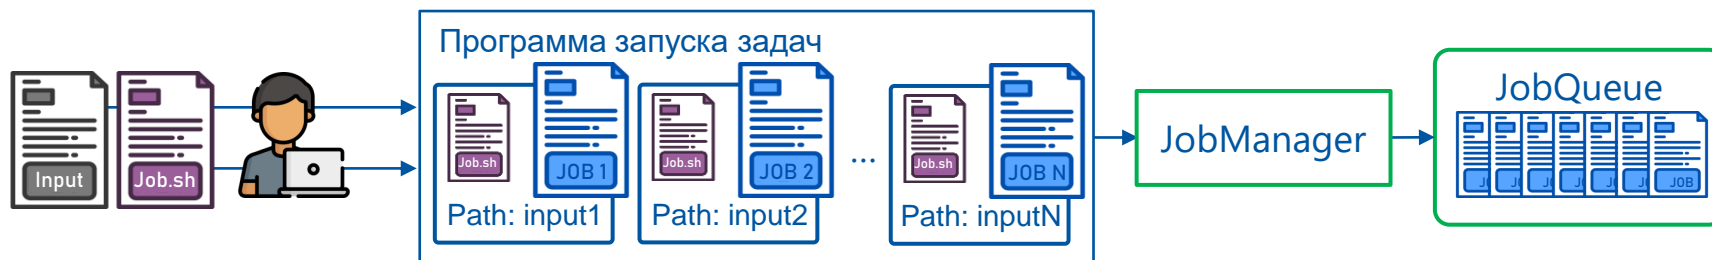 Программа запуска задач
Input
Job.sh
Job.sh
JOB 1
Path: input1
Job.sh
JOB 2
Path: input2
...
Job.sh
JOB N
Path: inputN
JobManager
JobQueue
JOB